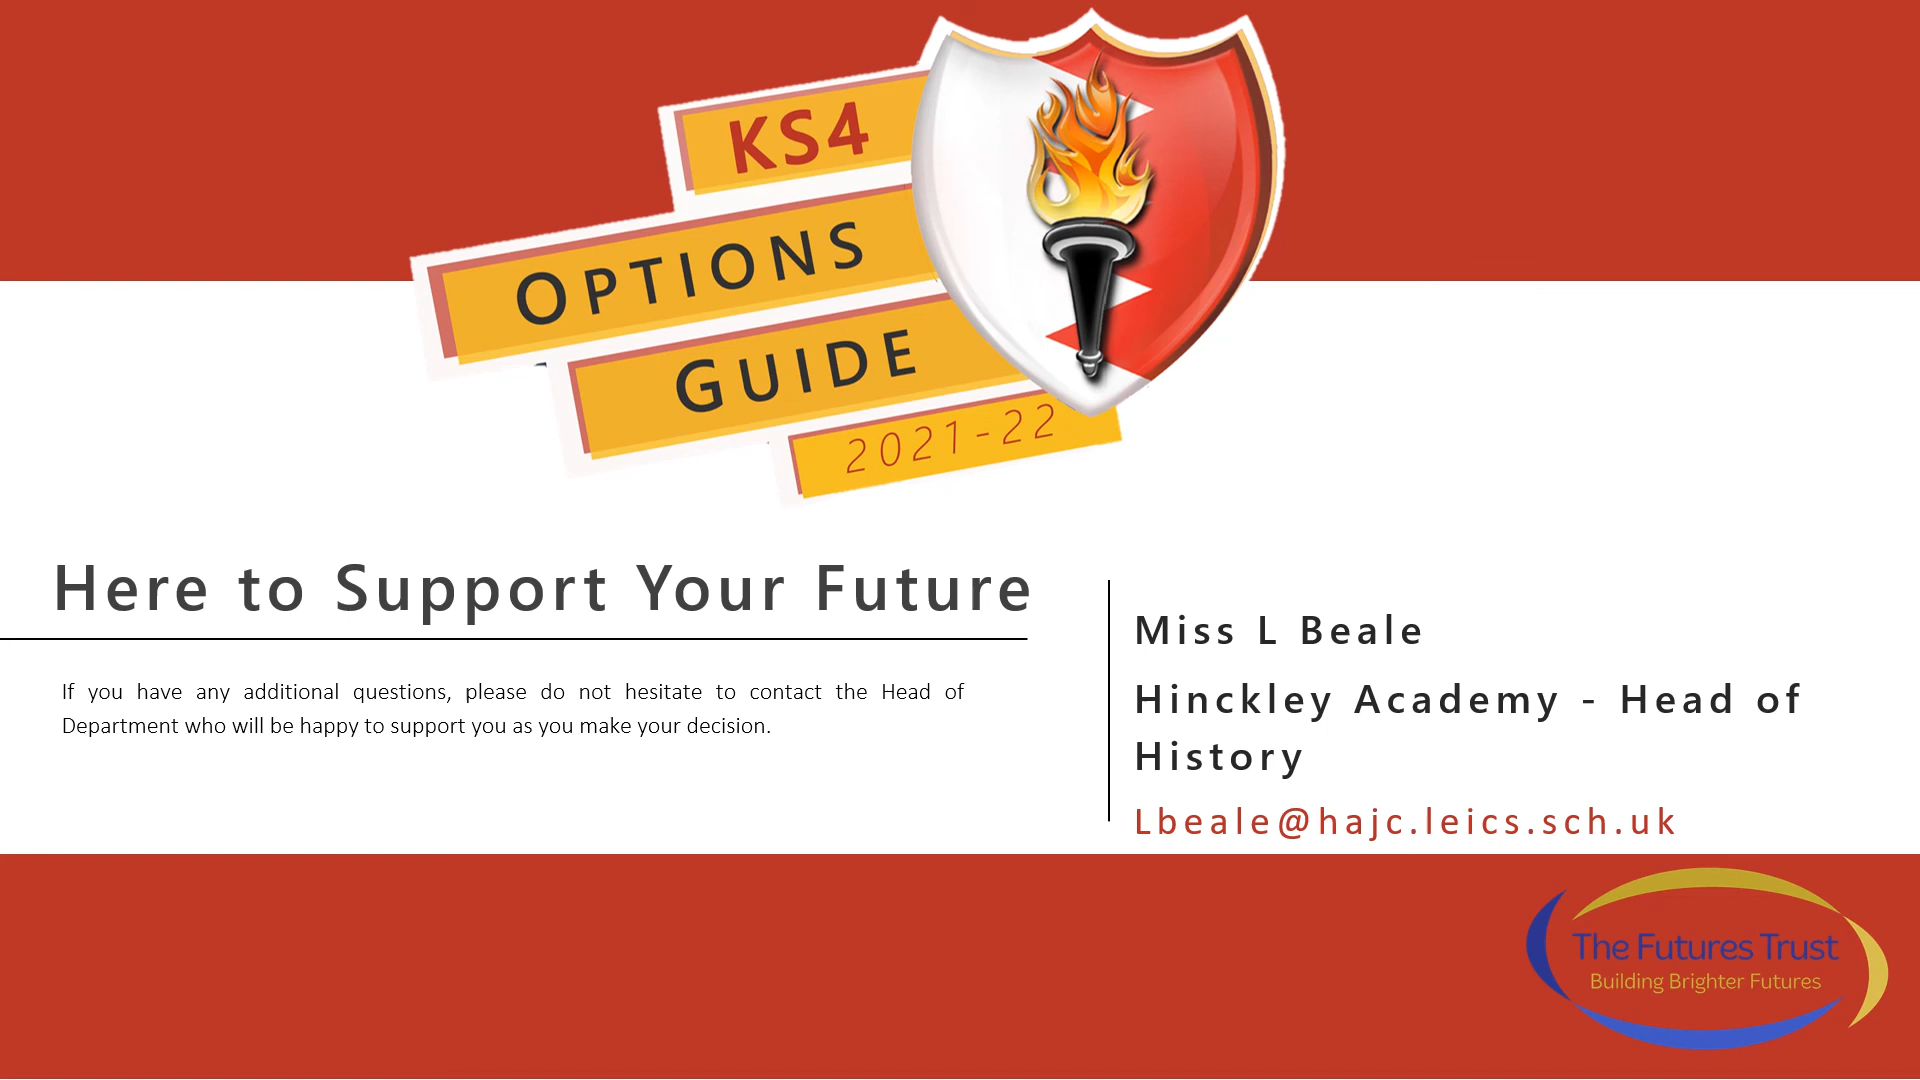 KS4
OPTIONS
GUIDE
2021-22
Here to Support Your Future
If you have any additional questions, please do not hesitate to contact the Head of
Department who will be happy to support you as you make your decision.
Miss L Beale
Hinckley Academy - Head of
History
Lbeale@hajc.leics.sch.uk
The Futures Trust
Building Brighter Futures